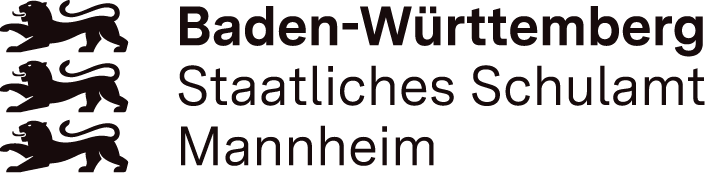 Baden-Württemberg
Staatliches Schulamt
Mannheim